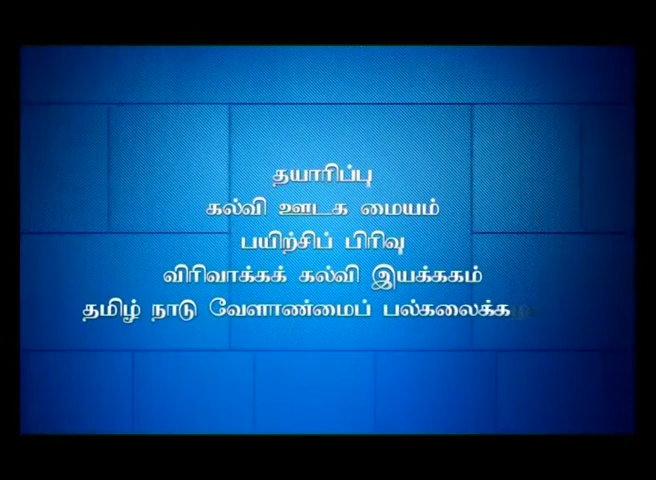 தயாரிப்பு
கல்வி ஊடக மையம்
பயிற்சிப் பிரிவு
விரிவாக்கக் கல்வி இயக்ககம்
தமிழ் நாடு வேளாண்மைப்